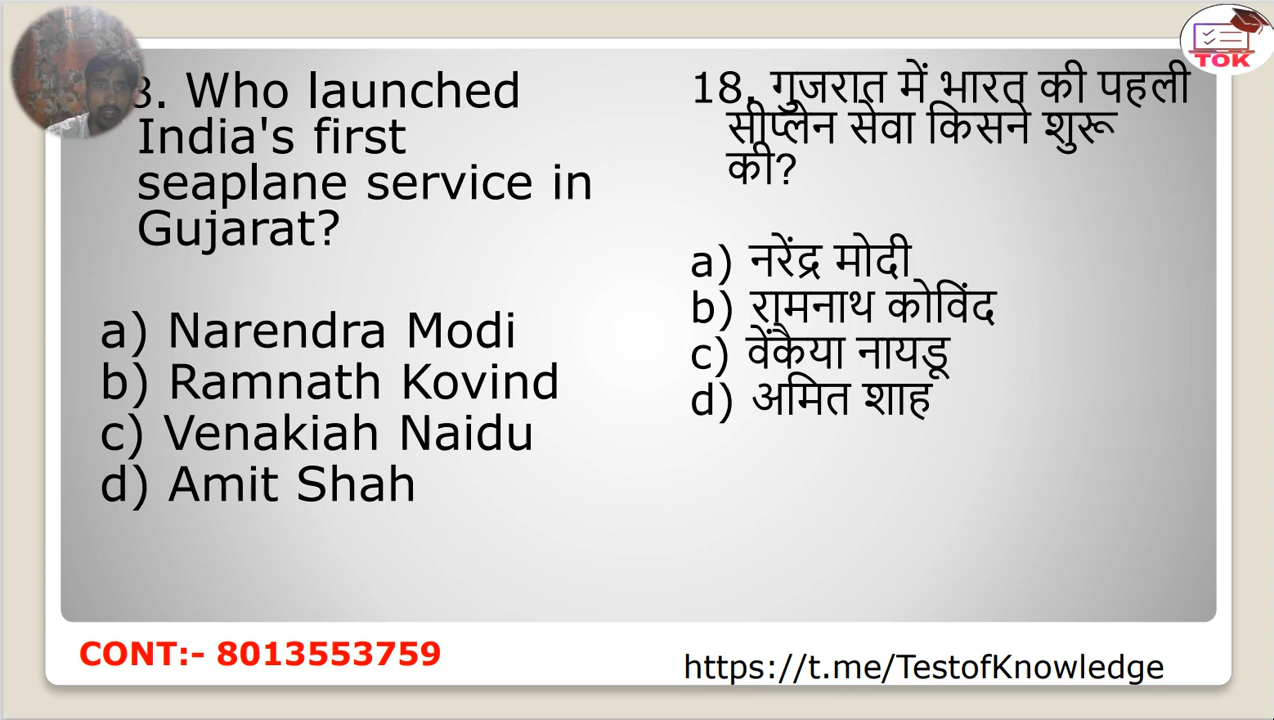 8. Who launched
India's first
seaplane service in
Gujarat?
a) Narendra Modi
b) Ramnath Kovind
c) Venakiah Naidu
d) Amit Shah
18. गुजरात में भारत की पहली
सीप्लेन सेवा किसने शुरू
की?
a) नरेंद्र मोदी
b) रामनाथ कोविंद
c) वेंकैया नायडू
d) अमित शाह
TOK
CONT:- 8013553759
https://t.me/TestofKnowledge